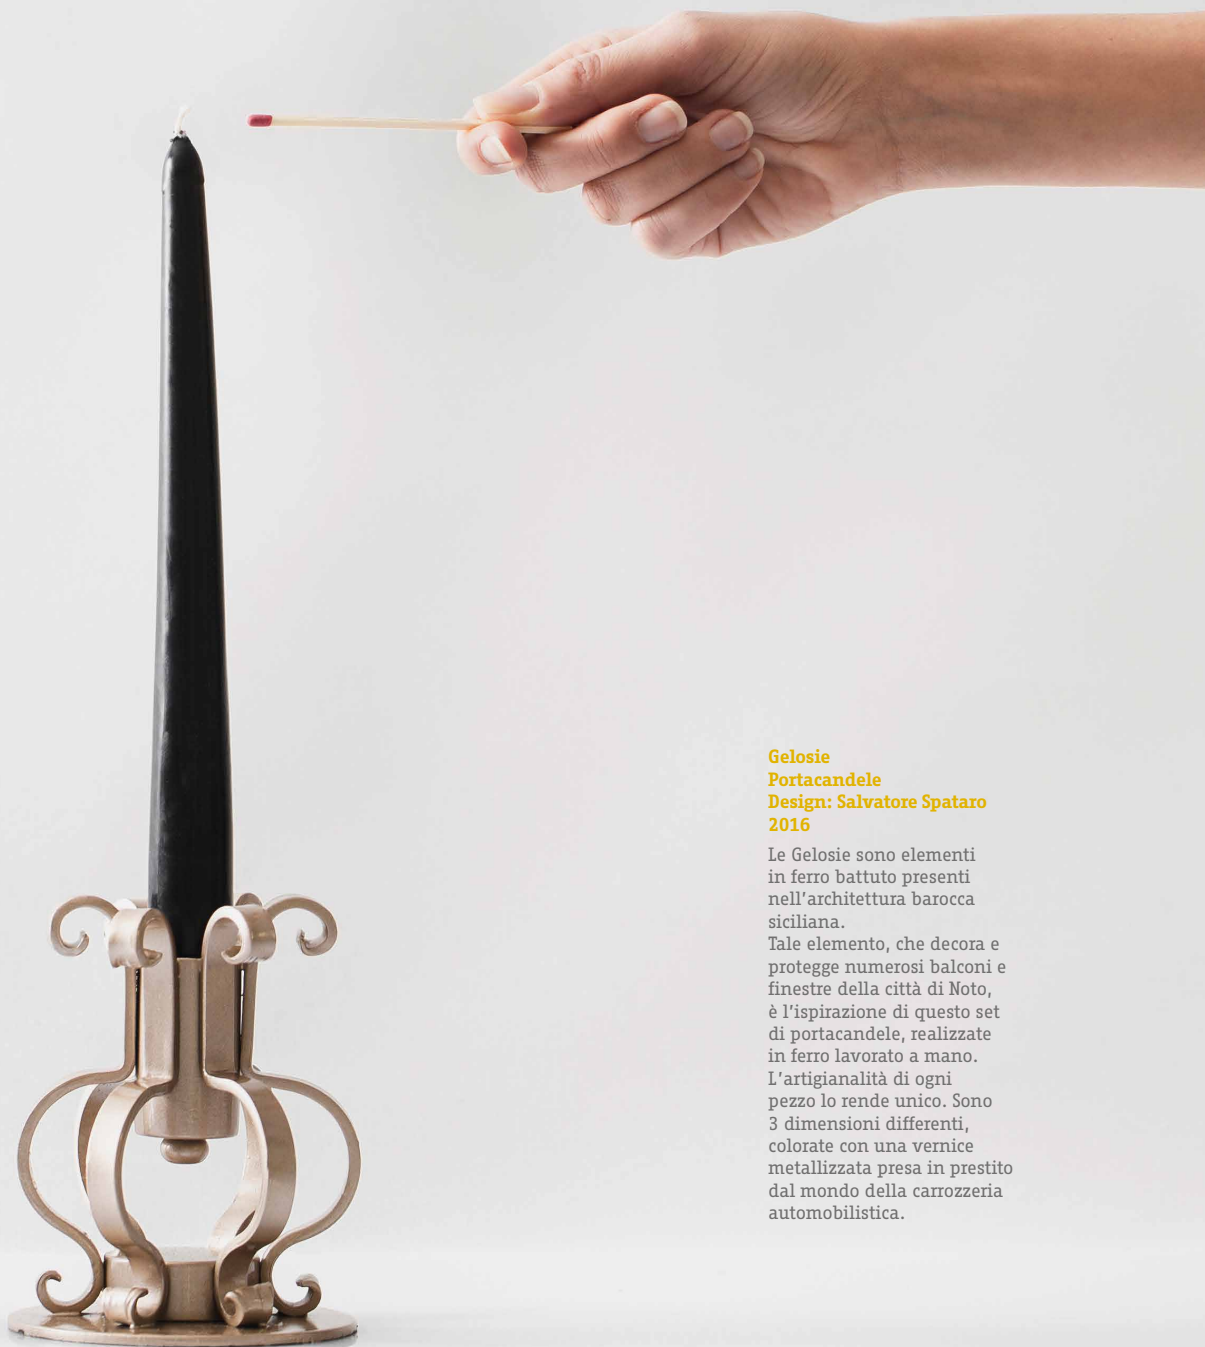 Gelosie
Portacandele
Design: Salvatore Spataro
2016
Le Gelosie sono elementi
in ferro battuto presenti
nell'architettura barocca
siciliana.
Tale elemento, che decora e
protegge numerosi balconi e
finestre della città di Noto,
è l'ispirazione di questo set
di portacandele, realizzate
in ferro lavorato a mano.
L'artigianalità di ogni
pezzo lo rende unico. Sono
3 dimensioni differenti,
colorate con una vernice
metallizzata presa in prestito
dal mondo della carrozzeria
automobilistica.